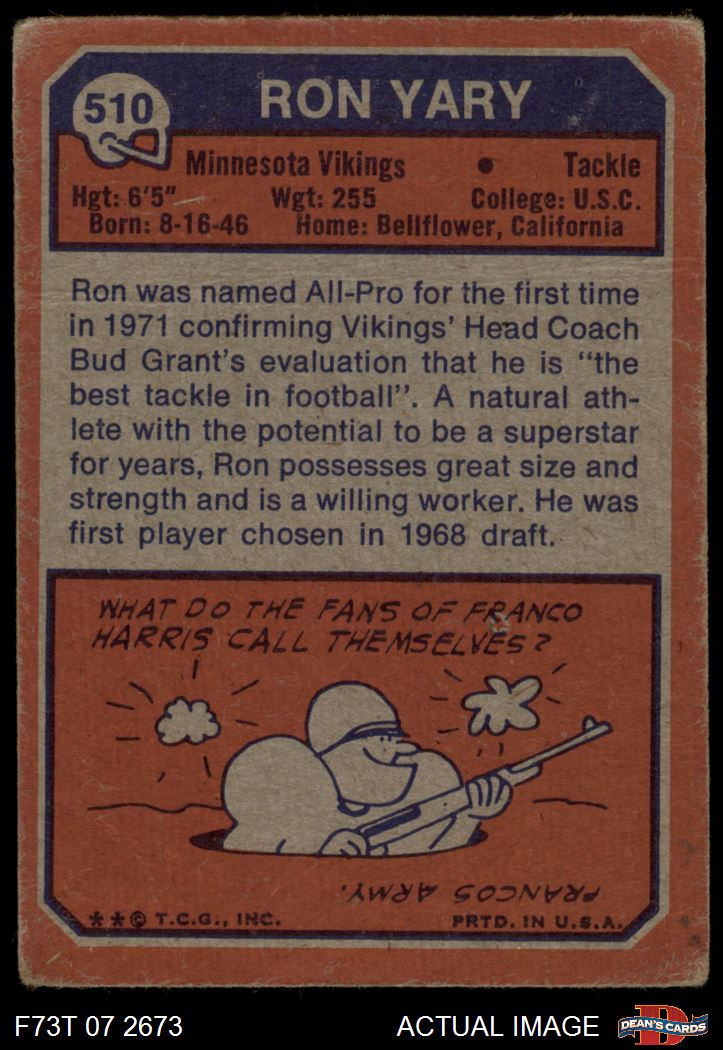 510
RON YARY
Minnesota Vikings • Tackle
Hgt: 6'5" Wgt: 255 College: U.S.C.
Born: 8-16-46 Home: Bellflower, California
Ron was named All-Pro for the first time
in 1971 confirming Vikings' Head Coach
Bud Grant's evaluation that he is "the
best tackle in football". A natural ath-
lete with the potential to be a superstar
for years, Ron possesses great size and
strength and is a willing worker. He was
first player chosen in 1968 draft.
WHAT DO THE FANS OF FRANCO
HARRIS CALL THEMSELVES?
FRANCOS ARMY.
**© T.C.G., INC. PRTD. IN U.S.A.
F73T 07 2673 ACTUAL IMAGE
D
DEAN'S CARDS